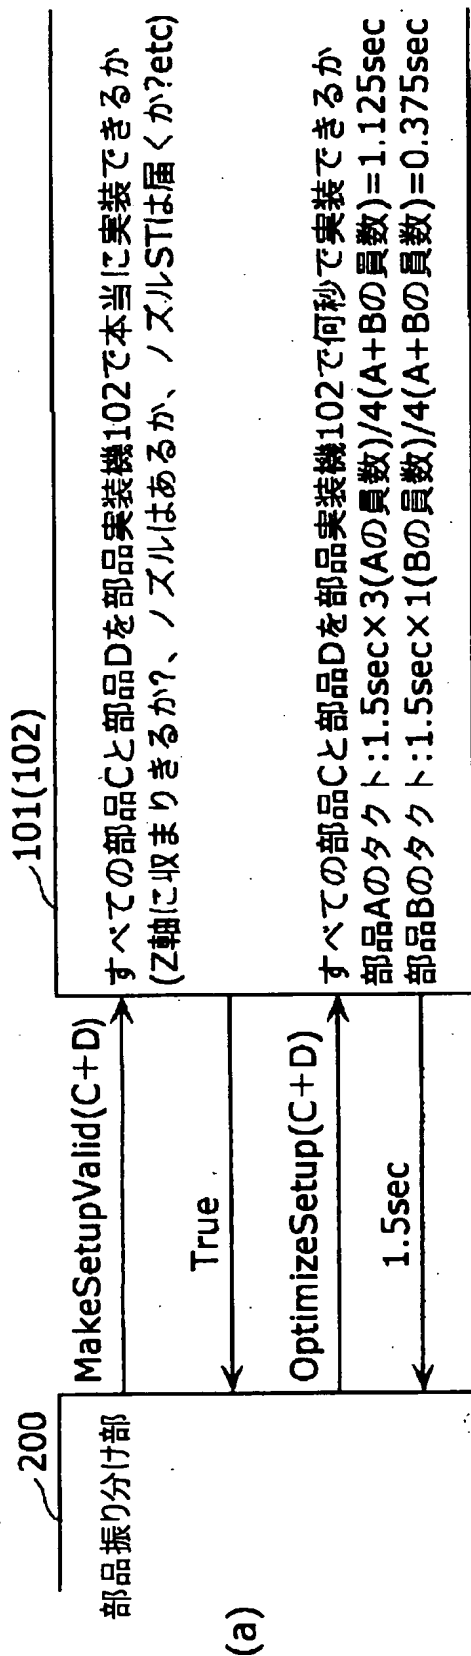 (a)
200
部品振り分け部
MakeSetupValid(C+D)
True
OptimizeSetup(C+D)
1.5sec
101(102)
すべての部品Cと部品Dを部品実装機102で本当に実装できるか
(Z軸に収まりきるか?、ノズルはあるか、ノズルSTは届くか?etc)
すべての部品Cと部品Dを部品実装機102で何秒で実装できるか
部品Aのタクト:1.5sec×3(Aの員数)/4(A+Bの員数)=1.125sec
部品Bのタクト:1.5sec×1(Bの員数)/4(A+Bの員数)=0.375sec